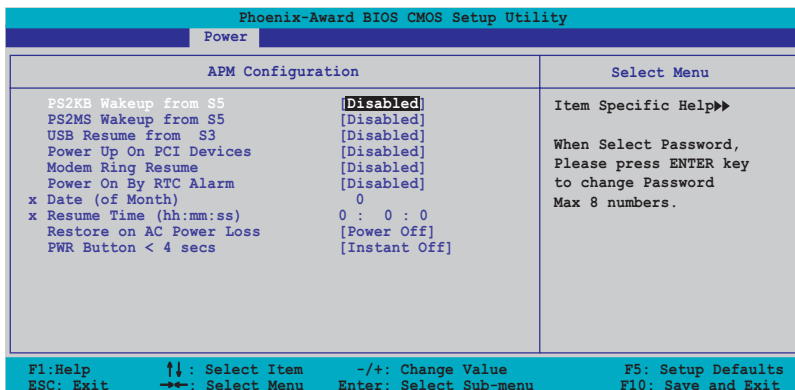 Phoenix-Award BIOS CMOS Setup Utility
Power
APM Configuration
Select Menu
PS2KB Wakeup from S5 [Disabled]
PS2MS Wakeup from S5 [Disabled]
USB Resume from S3 [Disabled]
Power Up On PCI Devices [Disabled]
Modem Ring Resume [Disabled]
Power On By RTC Alarm [Disabled]
x Date (of Month) 0
x Resume Time (hh:mm:ss) 0 : 0 : 0
Restore on AC Power Loss [Power Off]
PWR Button < 4 secs [Instant Off]
Item Specific Help▶▶
When Select Password,
Please press ENTER key
to change Password
Max 8 numbers.
F1:Help ↑↓ : Select Item -/+: Change Value F5: Setup Defaults
ESC: Exit →←: Select Menu Enter: Select Sub-menu F10: Save and Exit